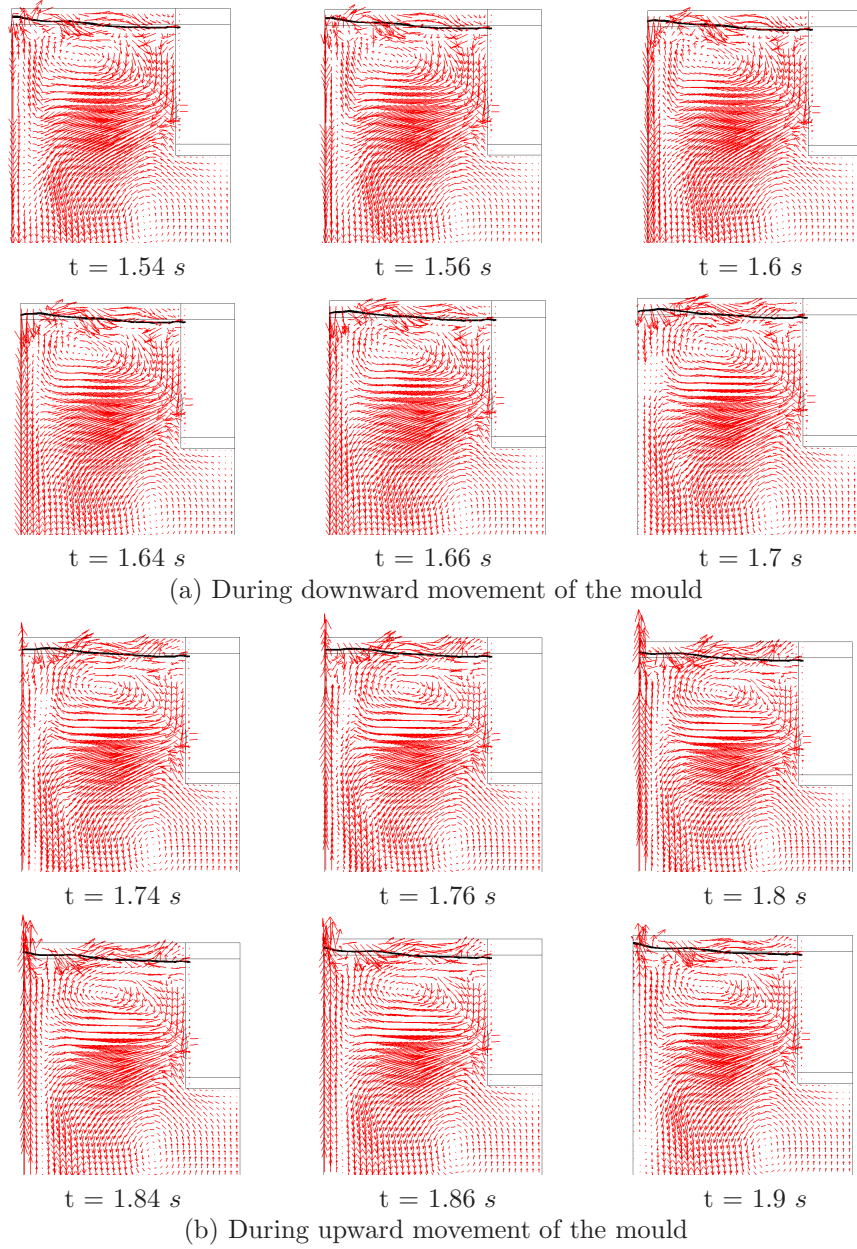 t = 1.54 s t = 1.56 s t = 1.6 s
t = 1.64 s t = 1.66 s t = 1.7 s
(a) During downward movement of the mould
t = 1.74 s t = 1.76 s t = 1.8 s
t = 1.84 s t = 1.86 s t = 1.9 s
(b) During upward movement of the mould